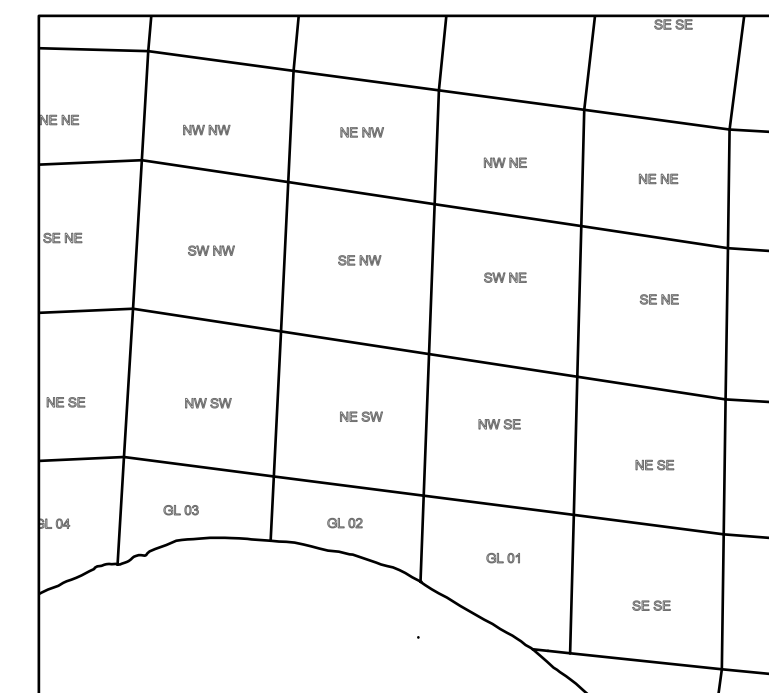 SE SE
NE NE
NW NW
NE NW
NW NE
NE NE
SE NE
SW NW
SE NW
SW NE
SE NE
NE SE
NW SW
NE SW
NW SE
NE SE
GL 04
GL 03
GL 02
GL 01
SE SE